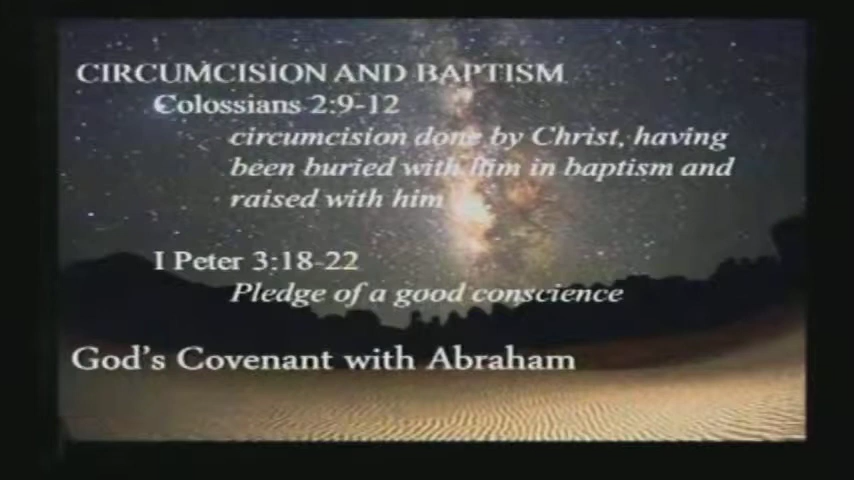 CIRCUMCISION AND BAPTISM
Colossians 2:9-12
circumcision done by Christ, having
been buried with him in baptism and
raised with him
I Peter 3:18-22
Pledge of a good conscience
God's Covenant with Abraham